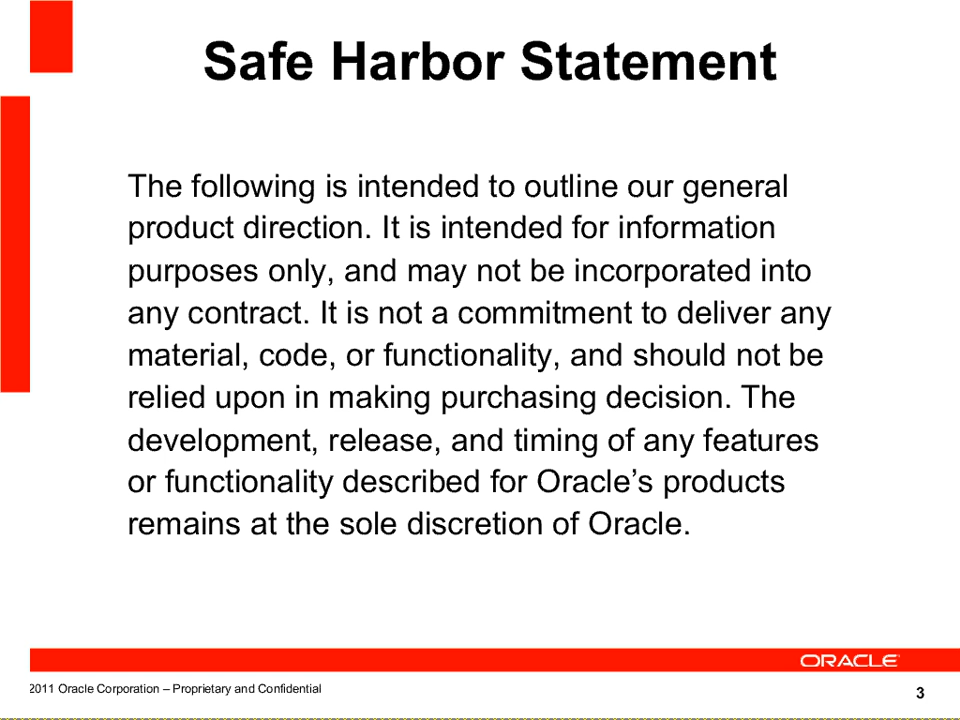 Safe Harbor Statement
The following is intended to outline our general
product direction. It is intended for information
purposes only, and may not be incorporated into
any contract. It is not a commitment to deliver any
material, code, or functionality, and should not be
relied upon in making purchasing decision. The
development, release, and timing of any features
or functionality described for Oracle’s products
remains at the sole discretion of Oracle.
ORACLE
2011 Oracle Corporation – Proprietary and Confidential
3